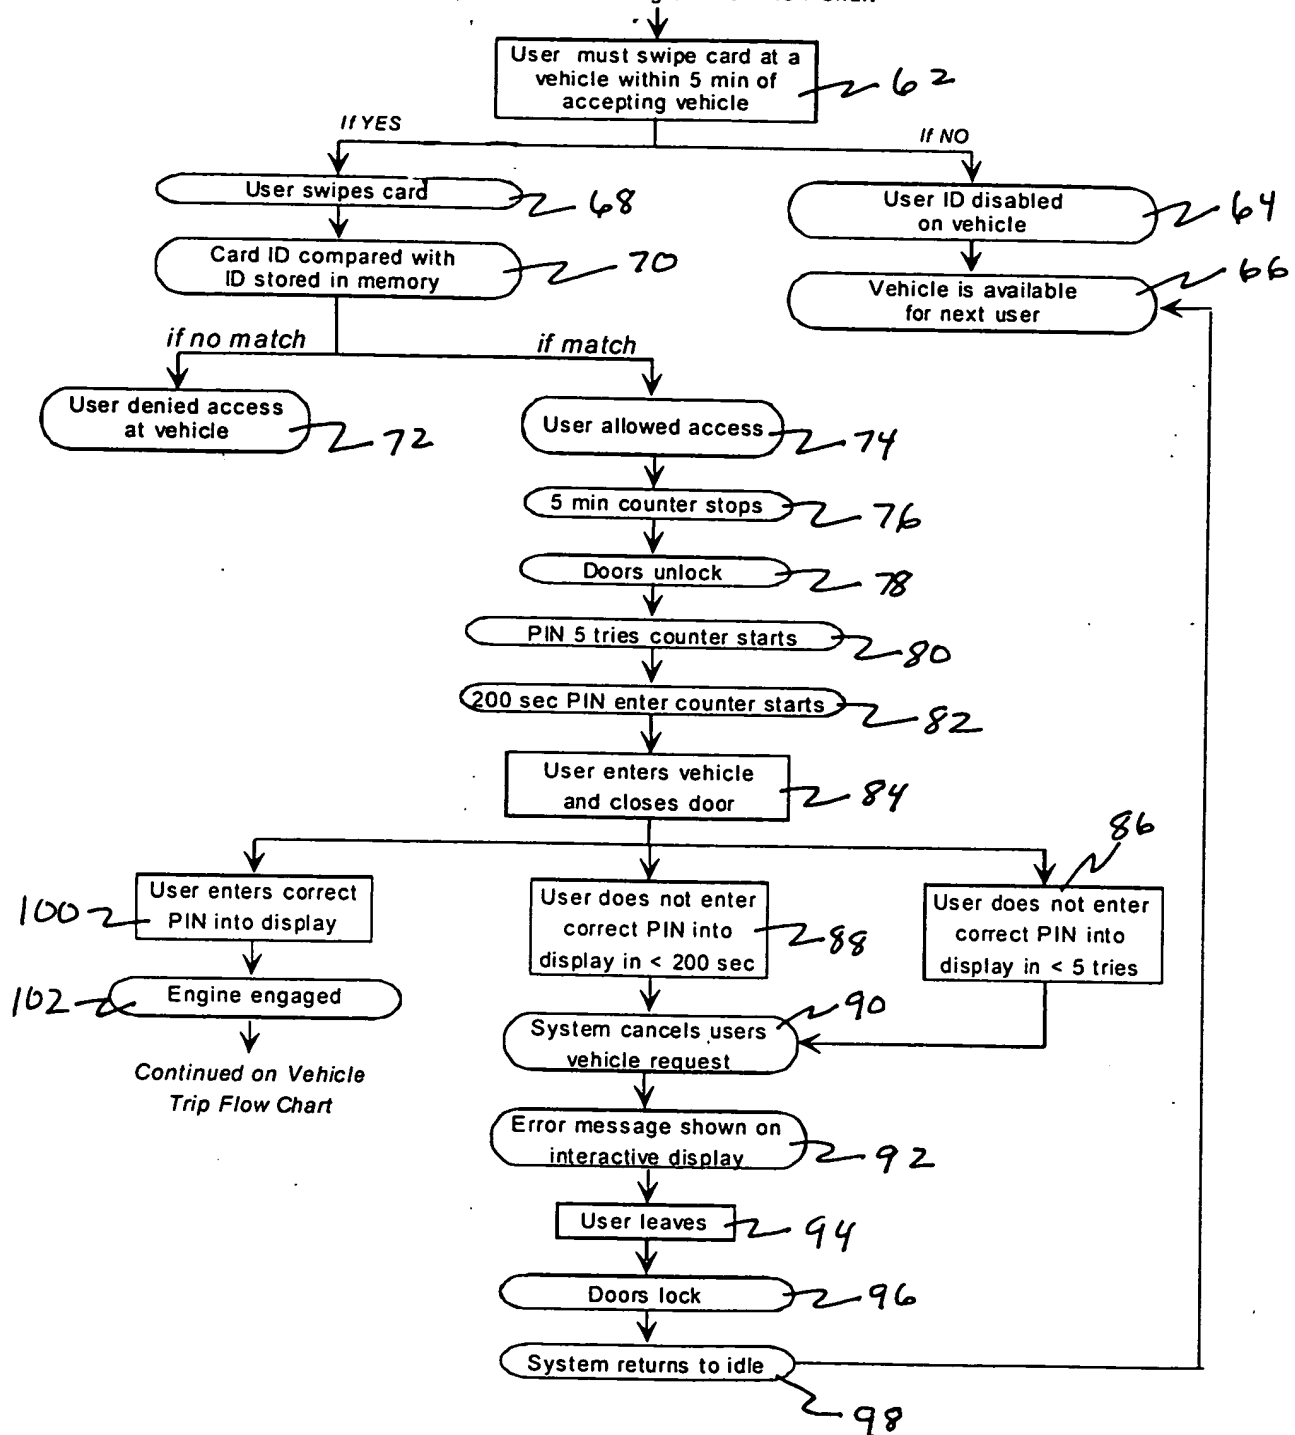 User must swipe card at a
vehicle within 5 min of
accepting vehicle
62
If YES
If NO
User swipes card
68
User ID disabled
on vehicle
64
Card ID compared with
ID stored in memory
70
Vehicle is available
for next user
66
if no match
if match
User denied access
at vehicle
72
User allowed access
74
5 min counter stops
76
Doors unlock
78
PIN 5 tries counter starts
80
200 sec PIN enter counter starts
82
User enters vehicle
and closes door
84
86
100
User enters correct
PIN into display
User does not enter
correct PIN into
display in < 200 sec
88
User does not enter
correct PIN into
display in < 5 tries
102
Engine engaged
System cancels users
vehicle request
90
Continued on Vehicle
Trip Flow Chart
Error message shown on
interactive display
92
User leaves
94
Doors lock
96
System returns to idle
98